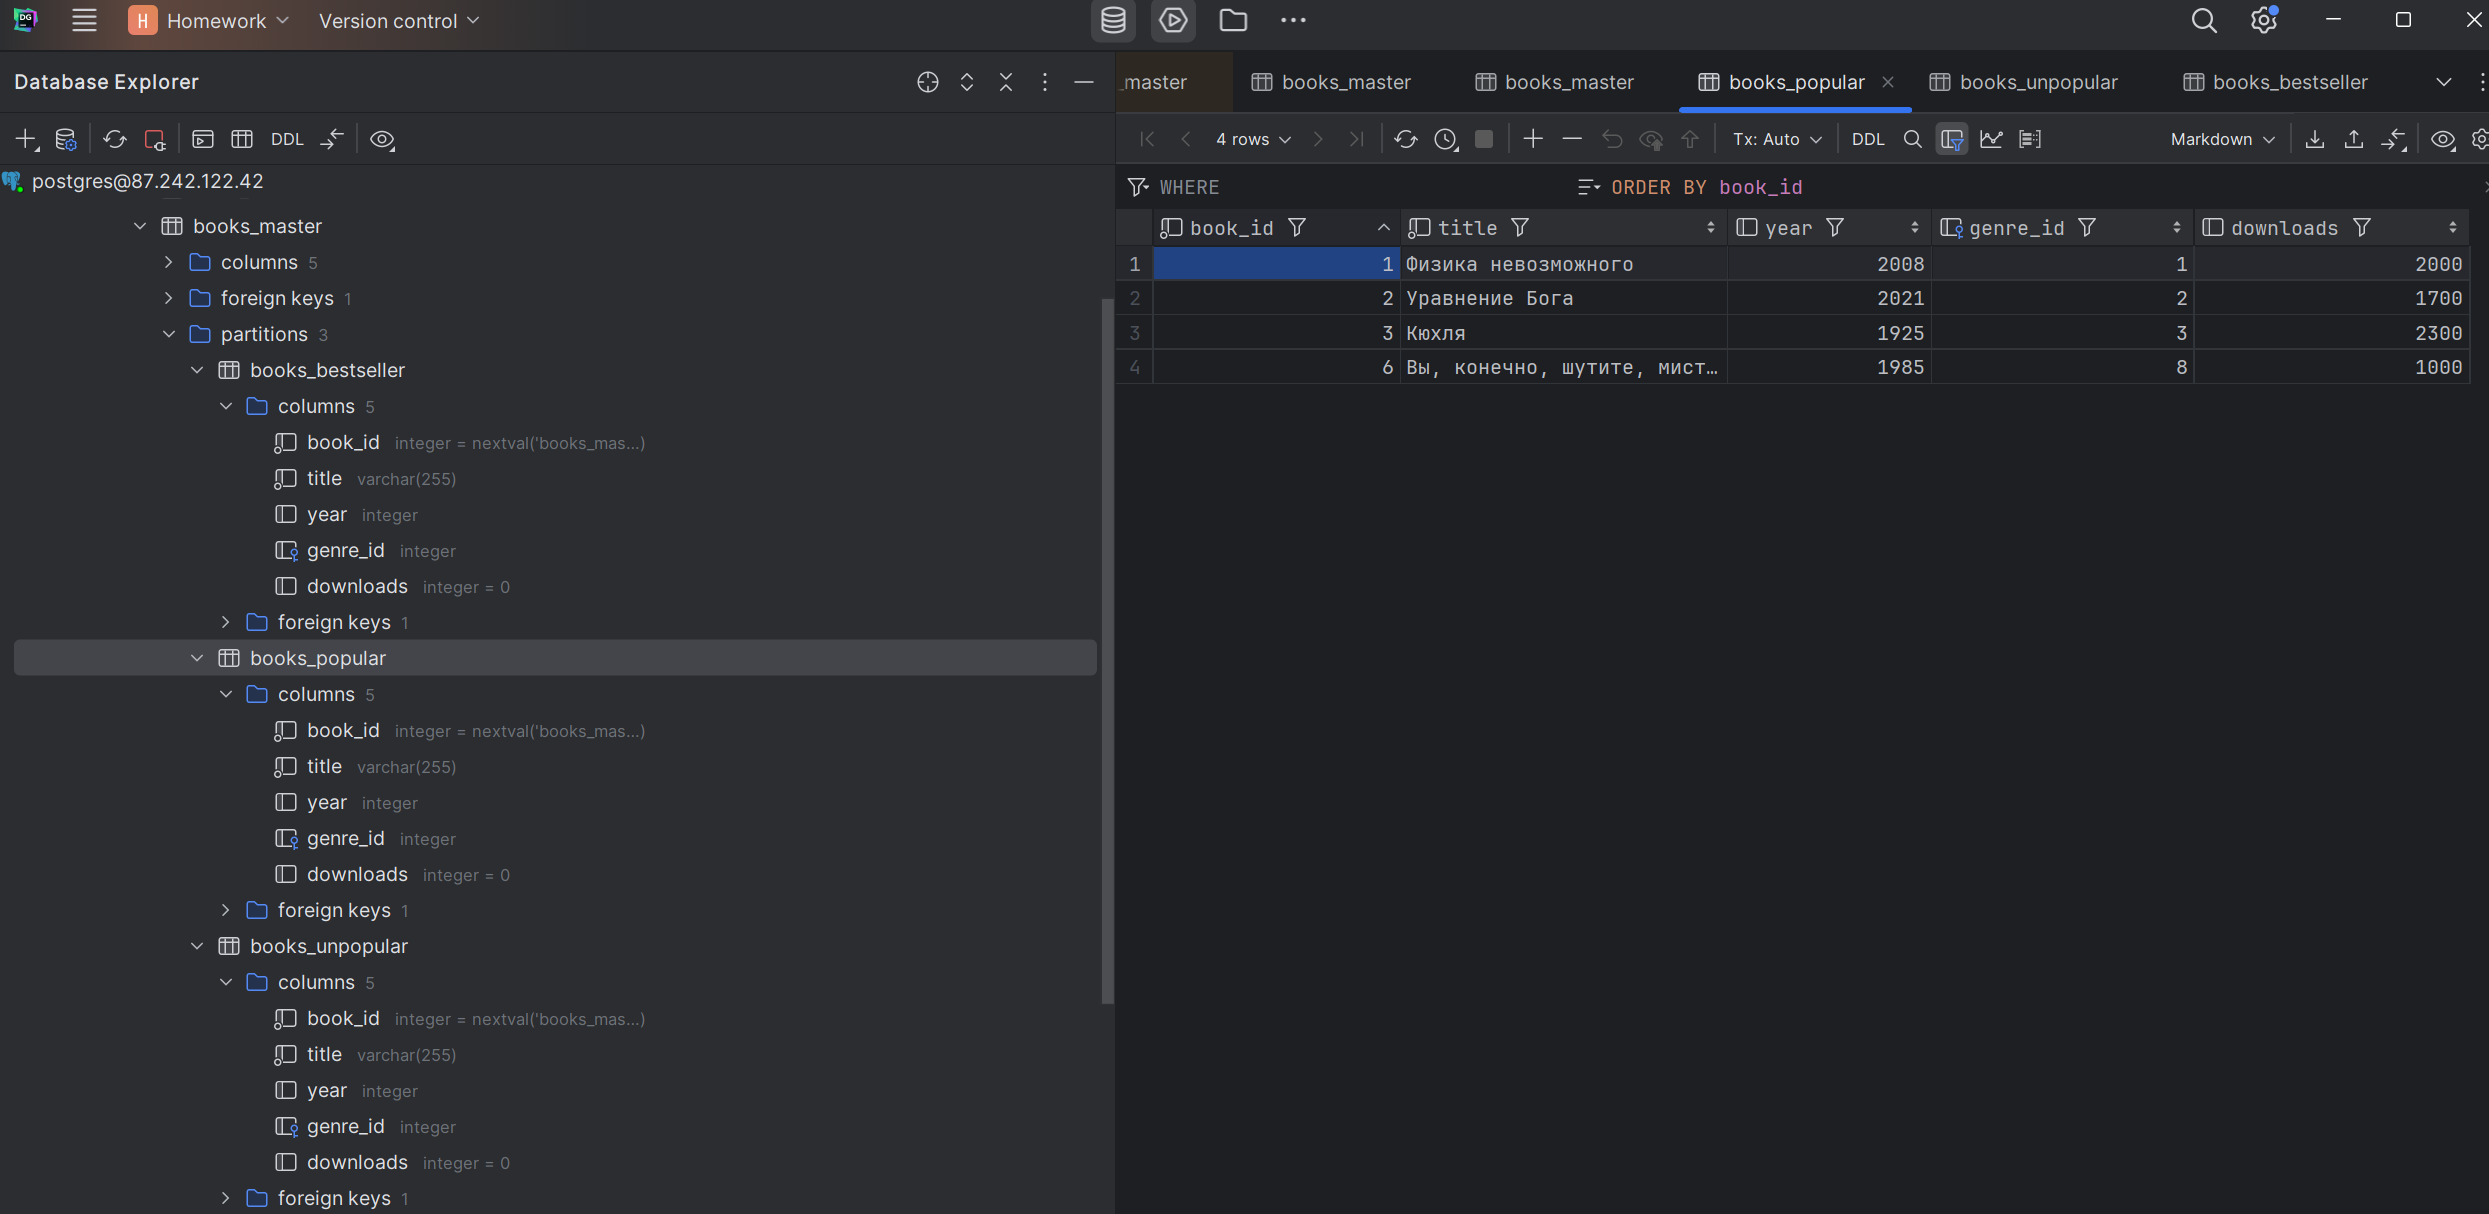 DG
H Homework Version control
Database Explorer
DDL
postgres@87.242.122.42
books_master
columns 5
foreign keys 1
partitions 3
books_bestseller
columns 5
book_id integer = nextval('books_mas...)
title varchar(255)
year integer
genre_id integer
downloads integer = 0
foreign keys 1
books_popular
columns 5
book_id integer = nextval('books_mas...)
title varchar(255)
year integer
genre_id integer
downloads integer = 0
foreign keys 1
books_unpopular
columns 5
book_id integer = nextval('books_mas...)
title varchar(255)
year integer
genre_id integer
downloads integer = 0
foreign keys 1
_master books_master books_master books_popular books_unpopular books_bestseller
4 rows Tx: Auto DDL Markdown
WHERE ORDER BY book_id
book_id title year genre_id downloads
1 1 Физика невозможного 2008 1 2000
2 2 Уравнение Бога 2021 2 1700
3 3 Кюхля 1925 3 2300
4 6 Вы, конечно, шутите, мист… 1985 8 1000